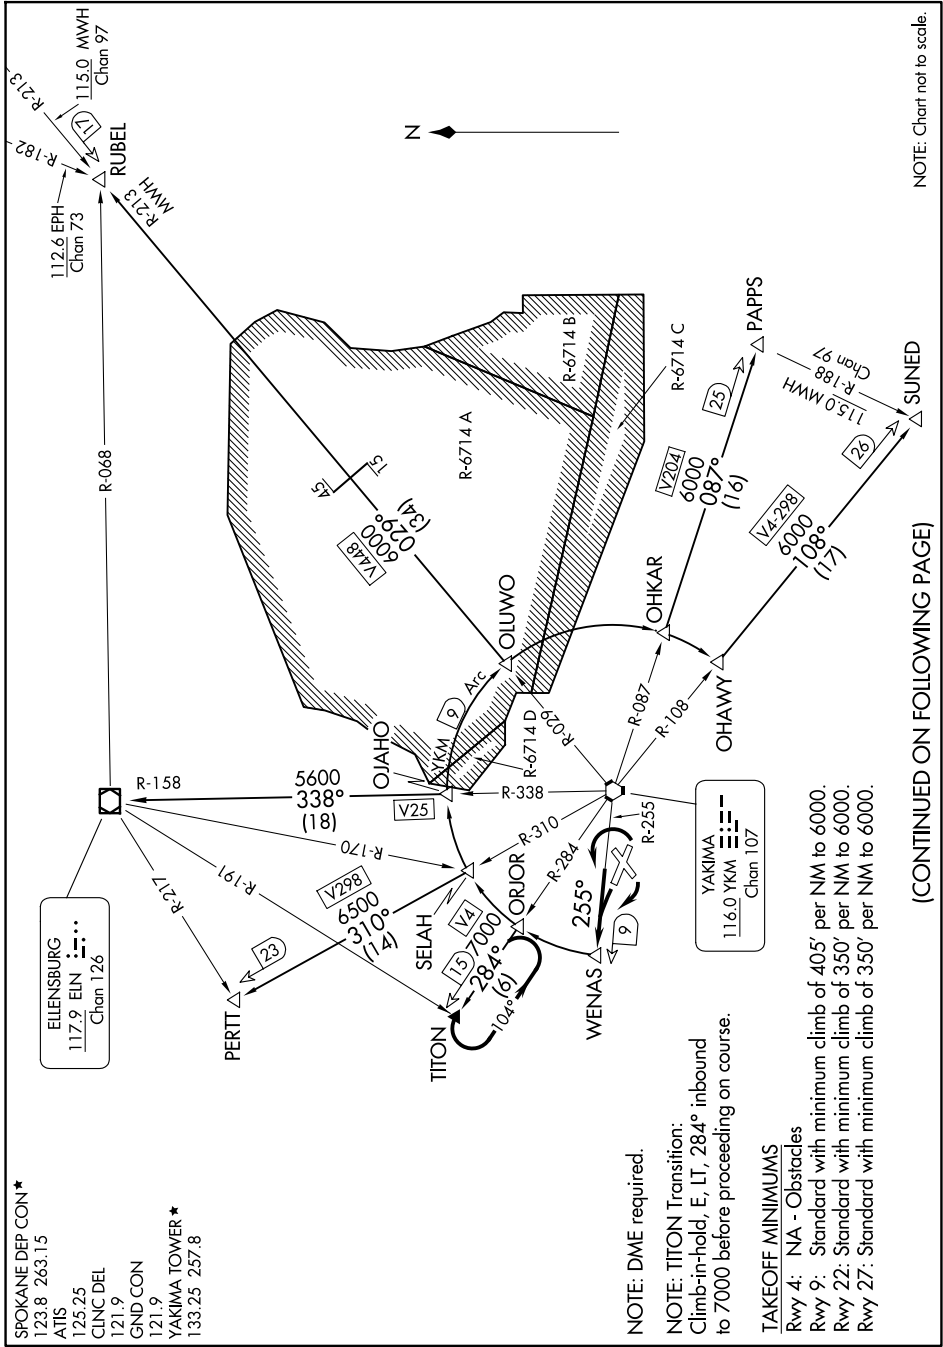 SPOKANE DEP CON★
123.8 263.15
ATIS
125.25
CLNC DEL
121.9
GND CON
121.9
YAKIMA TOWER★
133.25 257.8
ELLENSBURG
117.9 ELN
Chan 126
R-158
R-068
R-217
R-191
R-170
PERTT
23
V298
6500
310°
(14)
5600
338°
(18)
V25
OJAHO
SELAH
TITON
15
V4
7000
284°
(6)
104°
ORJOR
WENAS
9
255°
R-255
R-284
R-310
R-338
R-029
R-087
R-108
YAKIMA
116.0 YKM
Chan 107
9
YKM
Arc
R-6714 D
OLUWO
OHKAR
OHAWY
V448
6000
029°
(34)
45
15
R-6714 A
R-6714 B
R-6714 C
V204
6000
087°
(16)
25
PAPPS
V4-298
6000
108°
(17)
26
SUNED
115.0 MWH
R-188
Chan 97
R-213
MWH
RUBEL
17
112.6 EPH
Chan 73
R-182
R-213
115.0 MWH
Chan 97
N
NOTE: Chart not to scale.
NOTE: DME required.
NOTE: TITON Transition:
Climb-in-hold, E, LT, 284° inbound
to 7000 before proceeding on course.
TAKEOFF MINIMUMS
Rwy 4: NA - Obstacles
Rwy 9: Standard with minimum climb of 405' per NM to 6000.
Rwy 22: Standard with minimum climb of 350' per NM to 6000.
Rwy 27: Standard with minimum climb of 350' per NM to 6000.
(CONTINUED ON FOLLOWING PAGE)